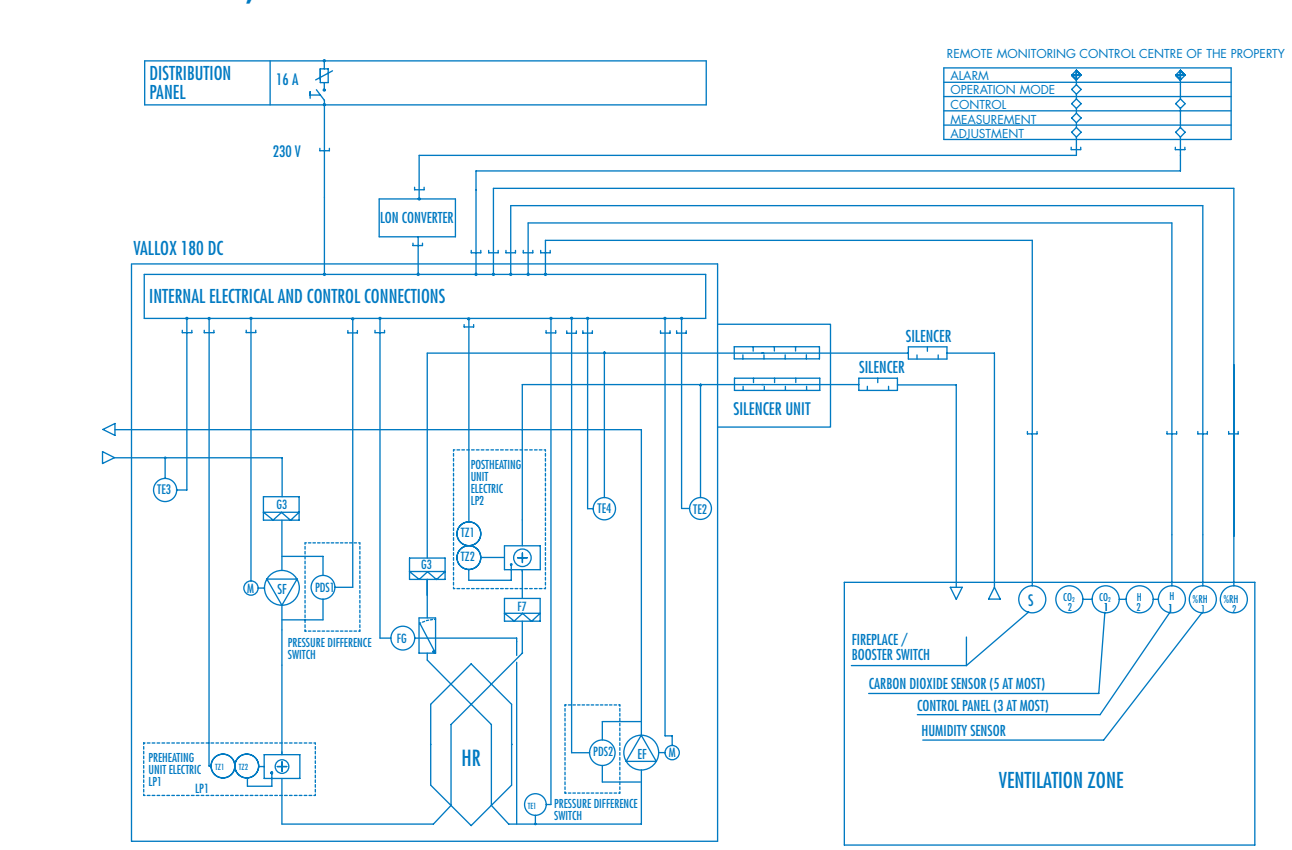 REMOTE MONITORING CONTROL CENTRE OF THE PROPERTY
DISTRIBUTION
PANEL
16 A
ALARM
OPERATION MODE
CONTROL
MEASUREMENT
ADJUSTMENT
230 V
LON CONVERTER
VALLOX 180 DC
INTERNAL ELECTRICAL AND CONTROL CONNECTIONS
SILENCER
SILENCER
SILENCER UNIT
POSTHEATING
UNIT
ELECTRIC
LP2
TE3
G3
TE4
TE2
TZ1
TZ2
G3
M
SF
PDS1
F7
PRESSURE DIFFERENCE
SWITCH
FG
S
CO2
2
CO2
1
H
2
H
1
%RH
1
%RH
2
FIREPLACE /
BOOSTER SWITCH
CARBON DIOXIDE SENSOR (5 AT MOST)
CONTROL PANEL (3 AT MOST)
HUMIDITY SENSOR
VENTILATION ZONE
PREHEATING
UNIT ELECTRIC
LP1
LP1
TZ1
TZ2
HR
PDS2
EF
M
TE1
PRESSURE DIFFERENCE
SWITCH